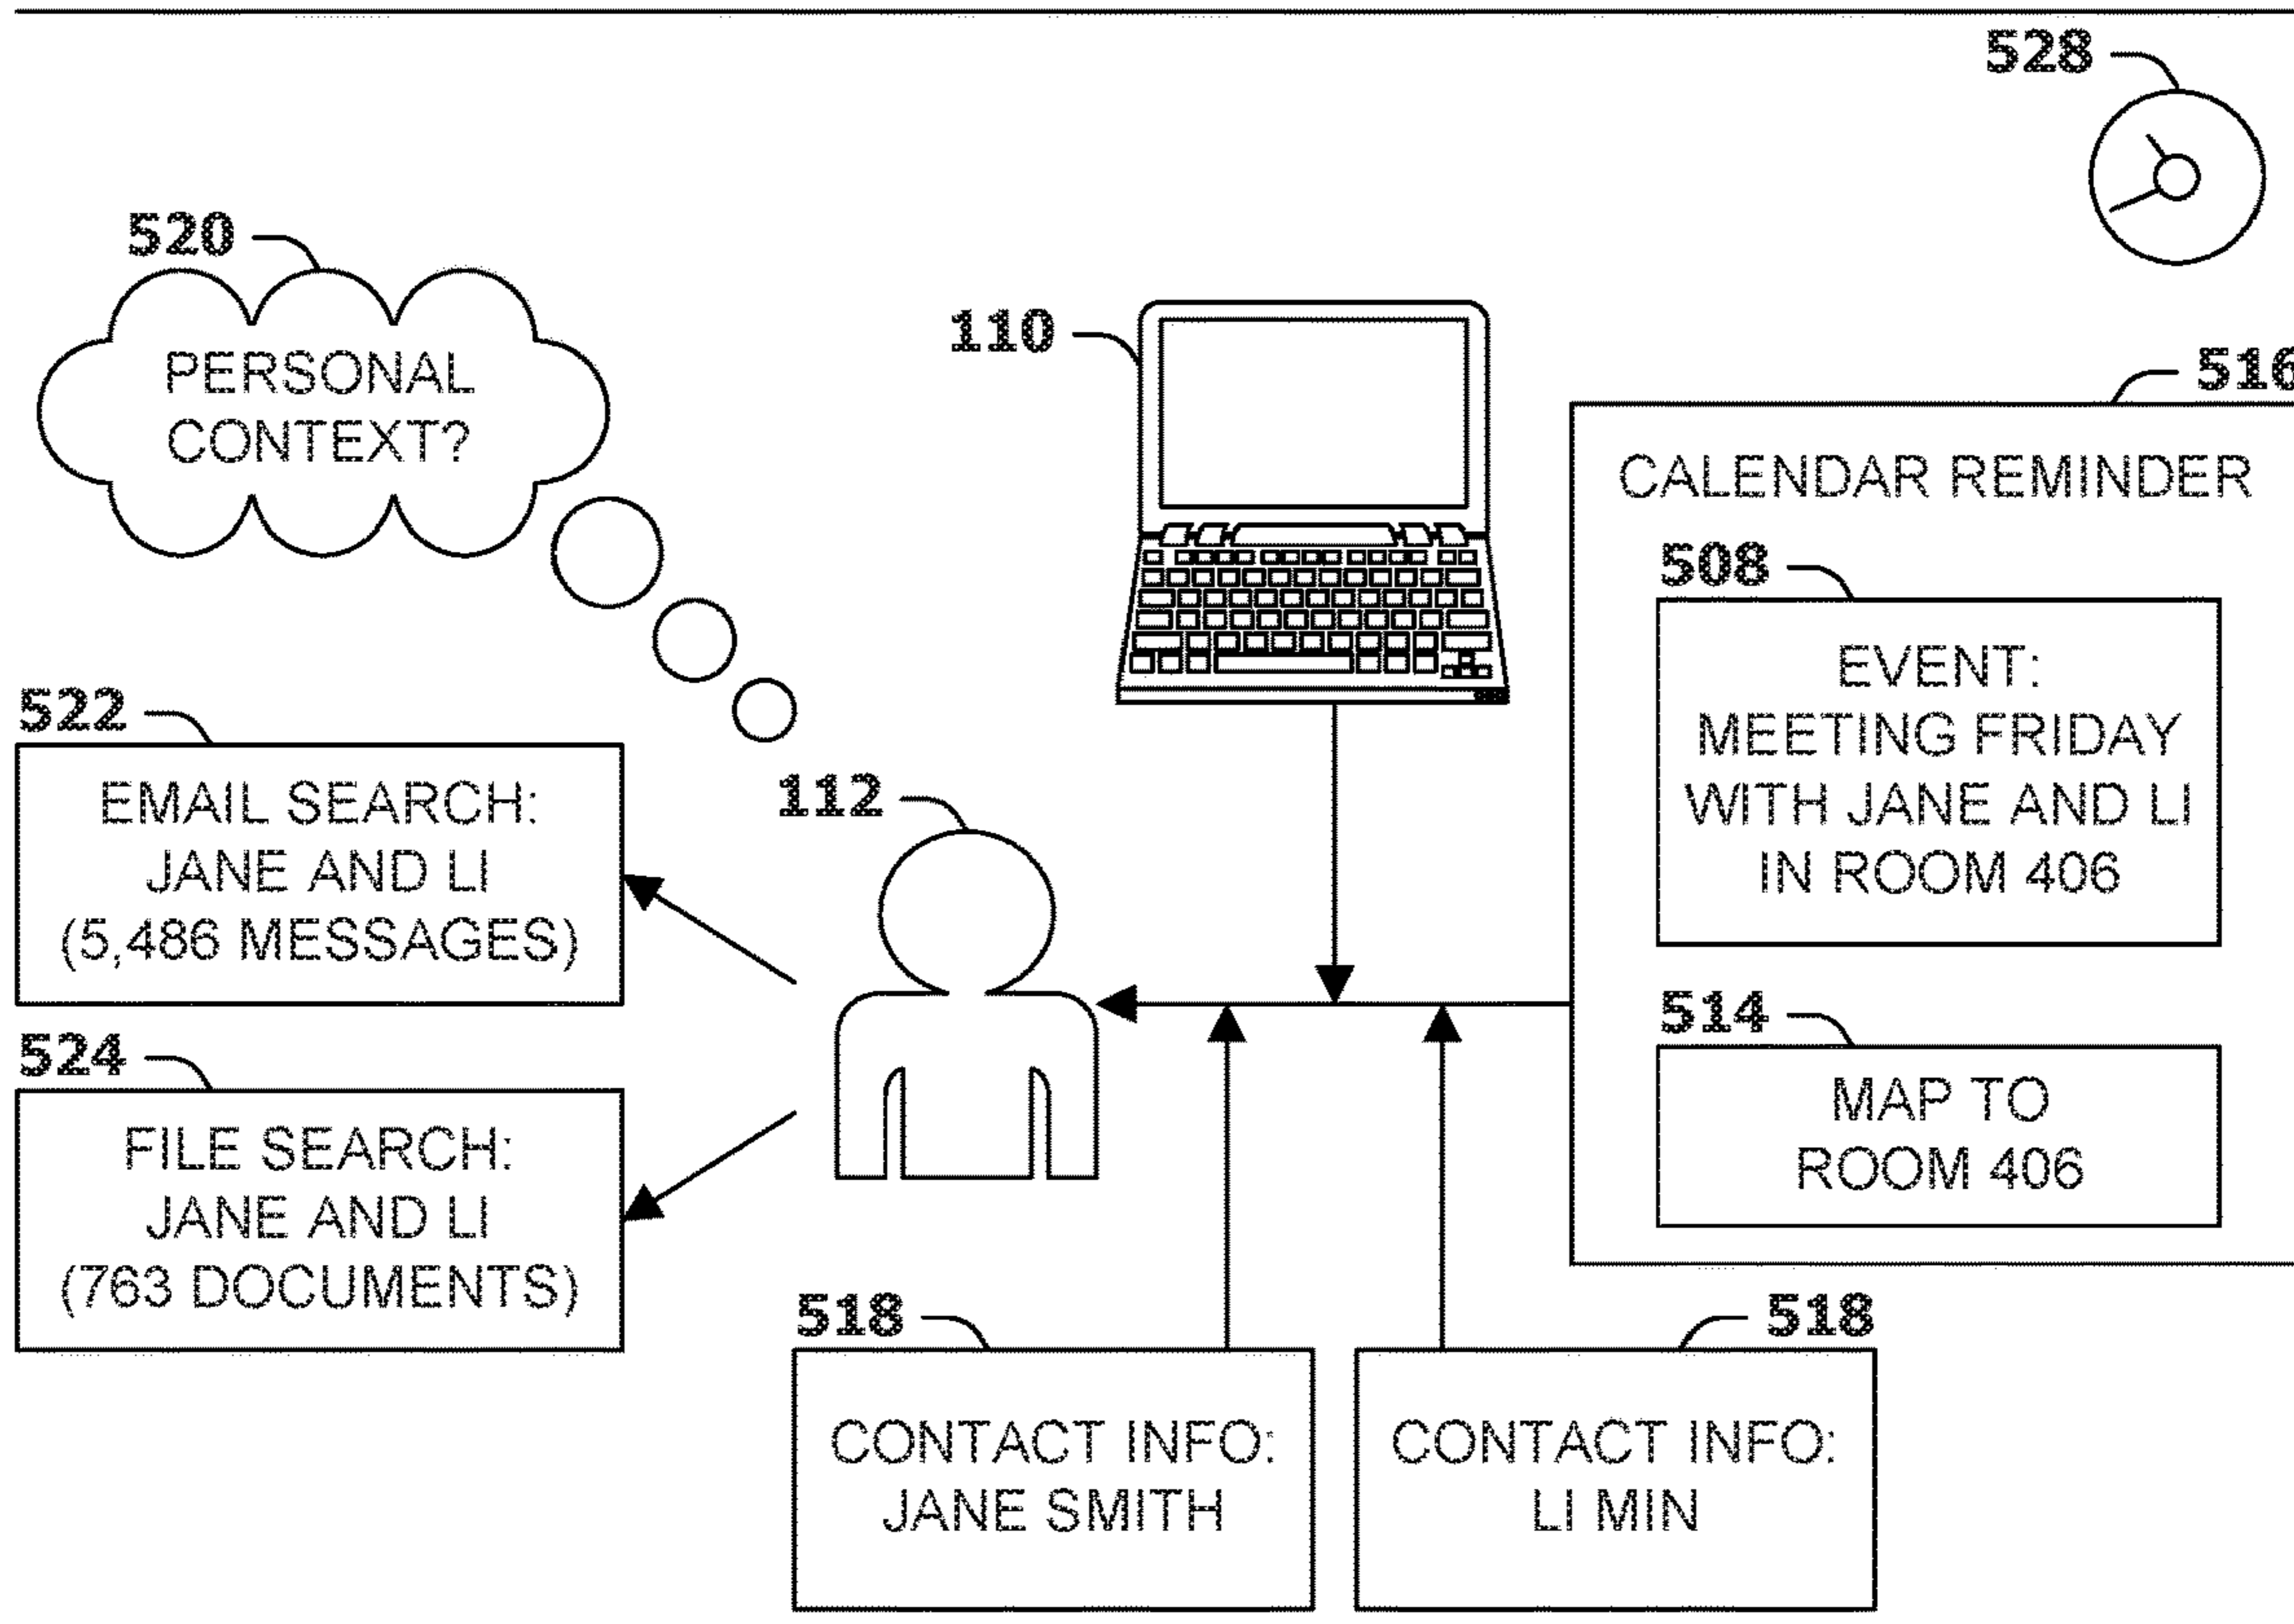 528
520
PERSONAL
CONTEXT?
110
516
CALENDAR REMINDER
508
EVENT:
MEETING FRIDAY
WITH JANE AND LI
IN ROOM 406
514
MAP TO
ROOM 406
522
EMAIL SEARCH:
JANE AND LI
(5,486 MESSAGES)
112
524
FILE SEARCH:
JANE AND LI
(763 DOCUMENTS)
518
CONTACT INFO:
JANE SMITH
518
CONTACT INFO:
LI MIN